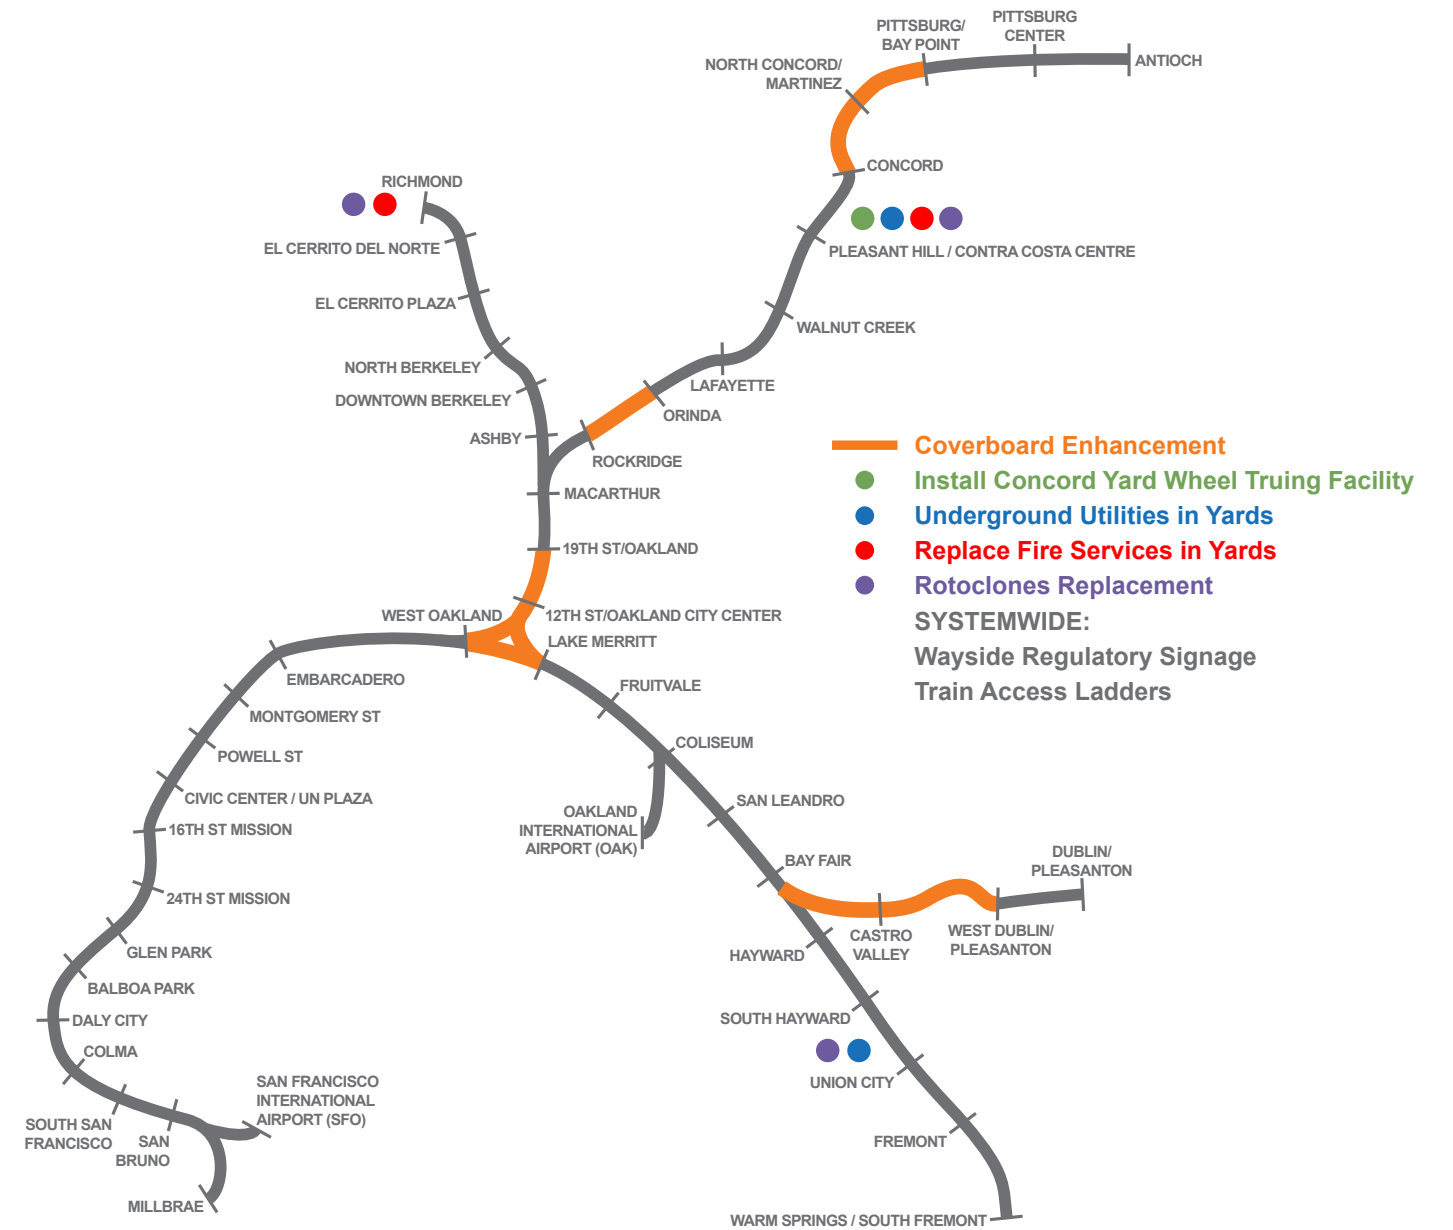 PITTSBURG
CENTER
PITTSBURG/
BAY POINT
ANTIOCH
NORTH CONCORD/
MARTINEZ
CONCORD
RICHMOND
EL CERRITO DEL NORTE
PLEASANT HILL / CONTRA COSTA CENTRE
EL CERRITO PLAZA
WALNUT CREEK
NORTH BERKELEY
LAFAYETTE
DOWNTOWN BERKELEY
ORINDA
ASHBY
ROCKRIDGE
MACARTHUR
19TH ST/OAKLAND
Coverboard Enhancement
Install Concord Yard Wheel Truing Facility
Underground Utilities in Yards
Replace Fire Services in Yards
Rotoclones Replacement
SYSTEMWIDE:
Wayside Regulatory Signage
Train Access Ladders
WEST OAKLAND
12TH ST/OAKLAND CITY CENTER
LAKE MERRITT
EMBARCADERO
FRUITVALE
MONTGOMERY ST
COLISEUM
POWELL ST
CIVIC CENTER / UN PLAZA
SAN LEANDRO
OAKLAND
INTERNATIONAL
AIRPORT (OAK)
16TH ST MISSION
BAY FAIR
DUBLIN/
PLEASANTON
24TH ST MISSION
CASTRO
VALLEY
WEST DUBLIN/
PLEASANTON
GLEN PARK
HAYWARD
BALBOA PARK
DALY CITY
SOUTH HAYWARD
COLMA
UNION CITY
SAN FRANCISCO
INTERNATIONAL
AIRPORT (SFO)
SOUTH SAN
FRANCISCO
SAN
BRUNO
FREMONT
MILLBRAE
WARM SPRINGS / SOUTH FREMONT